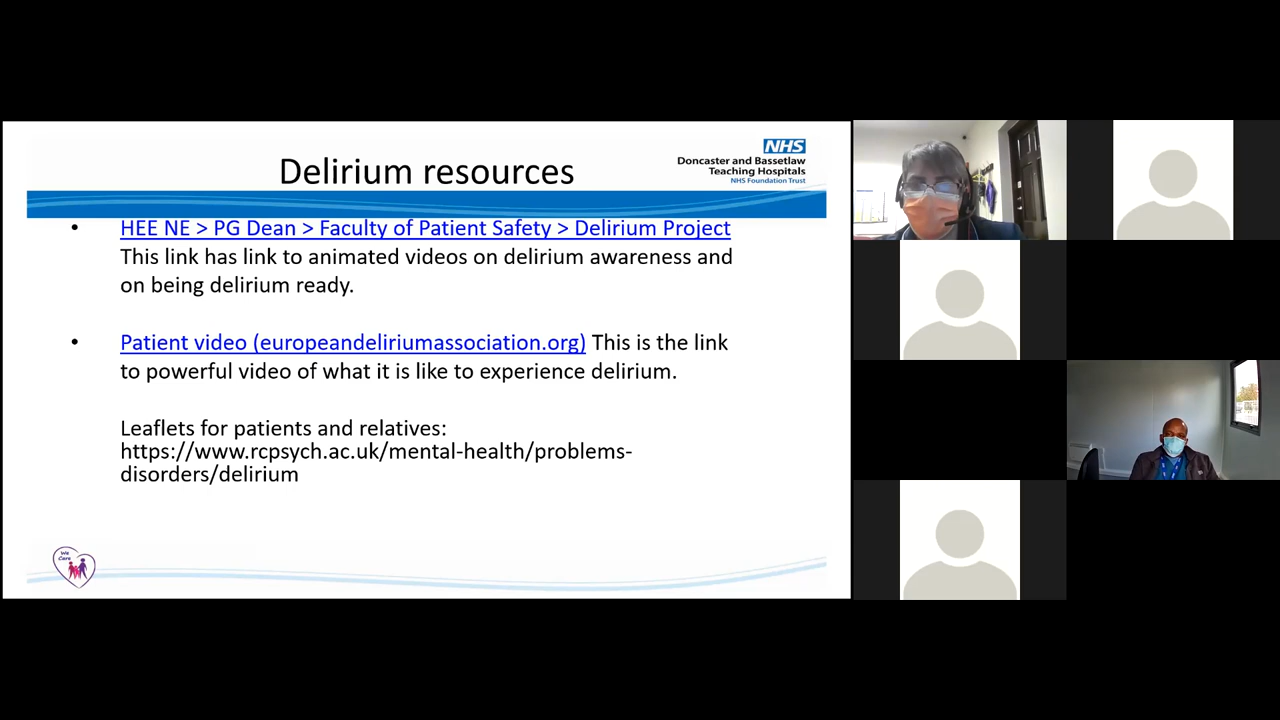 Delirium resources
NHS
Doncaster and Bassetlaw
Teaching Hospitals
NHS Foundation Trust
• HEE NE > PG Dean > Faculty of Patient Safety > Delirium Project
This link has link to animated videos on delirium awareness and
on being delirium ready.
• Patient video (europeandeliriumassociation.org) This is the link
to powerful video of what it is like to experience delirium.
Leaflets for patients and relatives:
https://www.rcpsych.ac.uk/mental-health/problems-
disorders/delirium
We
Care